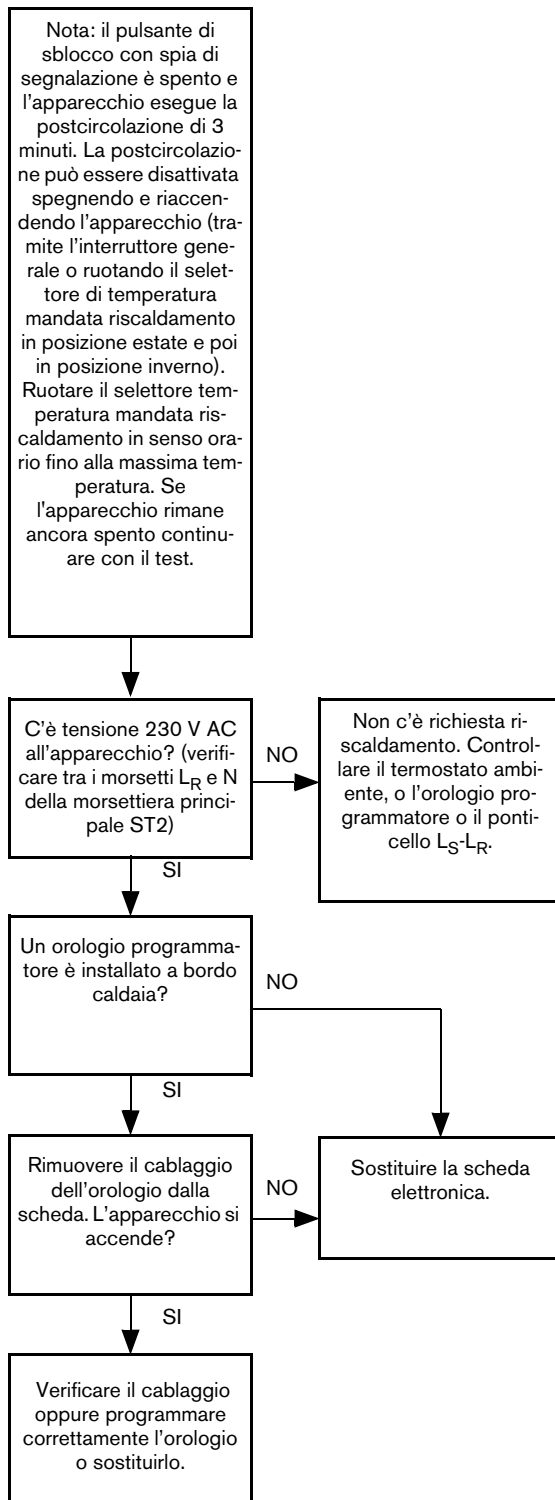 Nota: il pulsante di
sblocco con spia di
segnalazione è spento e
l'apparecchio esegue la
postcircolazione di 3
minuti. La postcircolazio-
ne può essere disattivata
spegnendo e riaccen-
dendo l'apparecchio (tra-
mite l'interruttore gene-
rale o ruotando il selet-
tore di temperatura
mandata riscaldamento
in posizione estate e poi
in posizione inverno).
Ruotare il selettore tem-
peratura mandata ris-
caldamento in senso ora-
rio fino alla massima tem-
peratura. Se
l'apparecchio rimane
ancora spento continu-
are con il test.
C'è tensione 230 V AC
all'apparecchio? (verifi-
care tra i morsetti LR e N
della morsettiera princi-
pale ST2)
NO
Non c'è richiesta ri-
scaldamento. Control-
lare il termostato ambi-
ente, o l'orologio pro-
grammatore o il ponti-
cello LS-LR.
SI
Un orologio programma-
tore è installato a bordo
caldaia?
NO
SI
Rimuovere il cablaggio
dell'orologio dalla
scheda. L'apparecchio si
accende?
NO
Sostituire la scheda
elettronica.
SI
Verificare il cablaggio
oppure programmare
correttamente l'orologio
o sostituirlo.